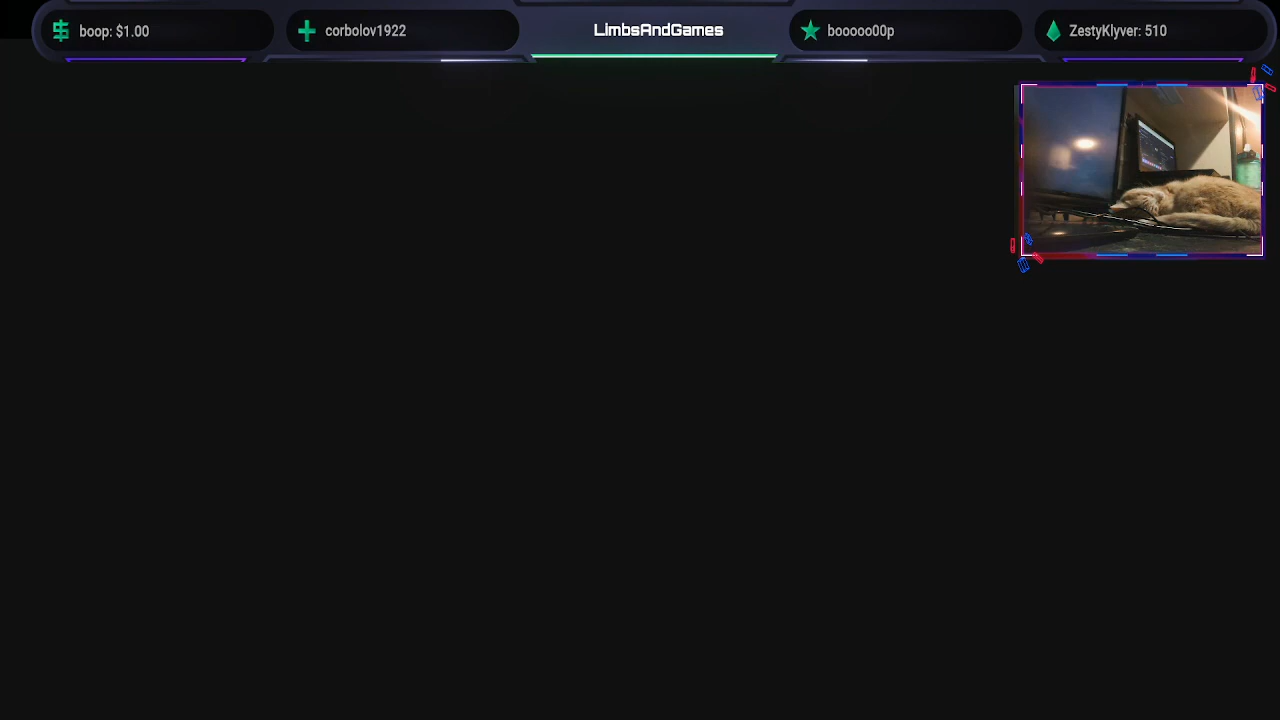 boop: $1.00
corbolov1922
LimbsAndGames
booooo00p
ZestyKlyver: 510